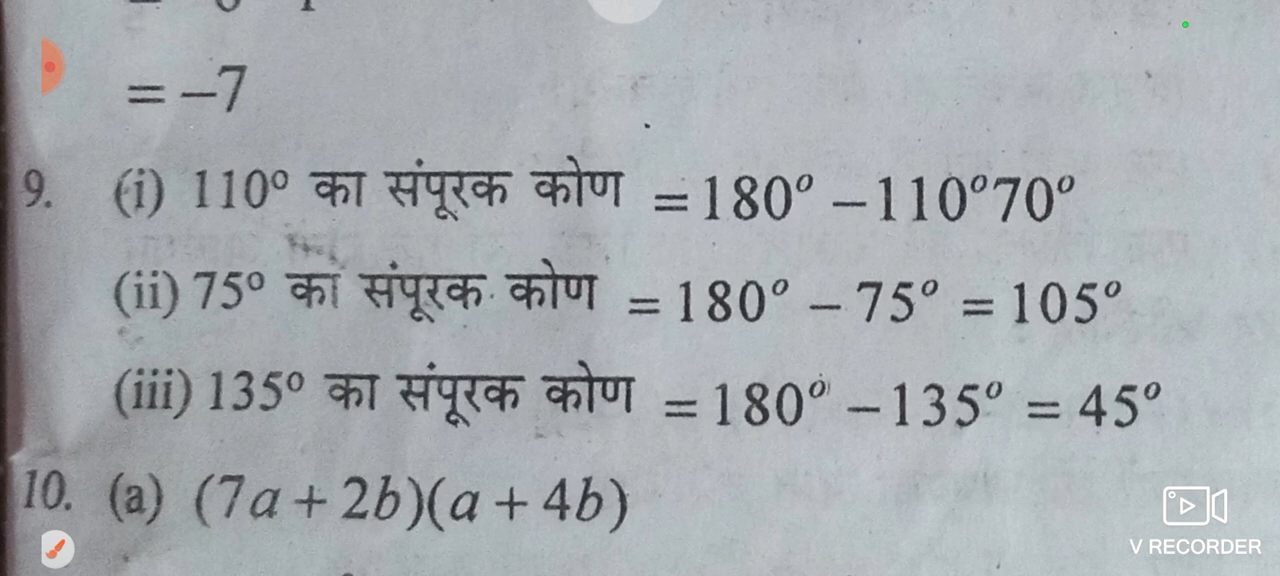 = –7
9. (i) 110° का संपूरक कोण = 180° – 110°70°
(ii) 75° का संपूरक कोण = 180° – 75° = 105°
(iii) 135° का संपूरक कोण = 180° – 135° = 45°
10. (a) (7a + 2b)(a + 4b)
V RECORDER